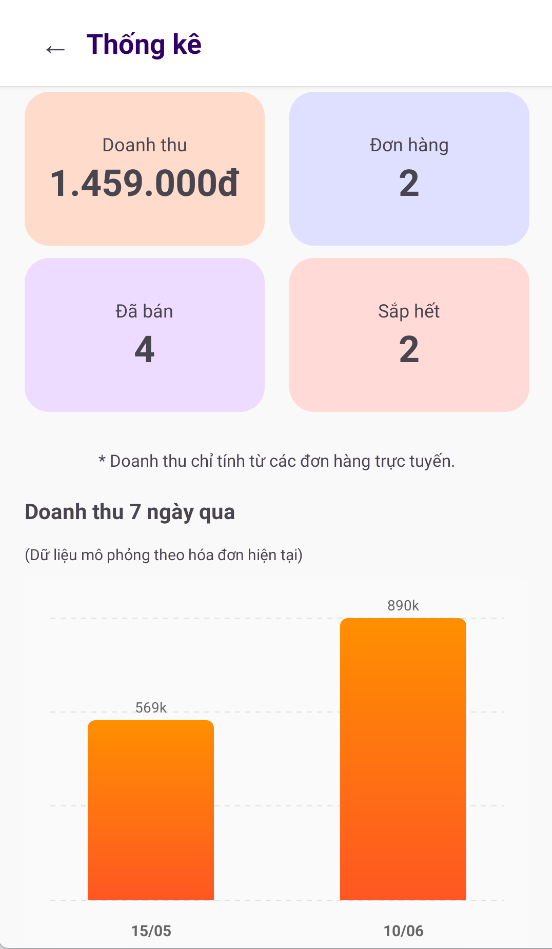 ← Thống kê
Doanh thu
1.459.000đ
Đơn hàng
2
Đã bán
4
Sắp hết
2
* Doanh thu chỉ tính từ các đơn hàng trực tuyến.
Doanh thu 7 ngày qua
(Dữ liệu mô phỏng theo hóa đơn hiện tại)
890k
569k
15/05
10/06